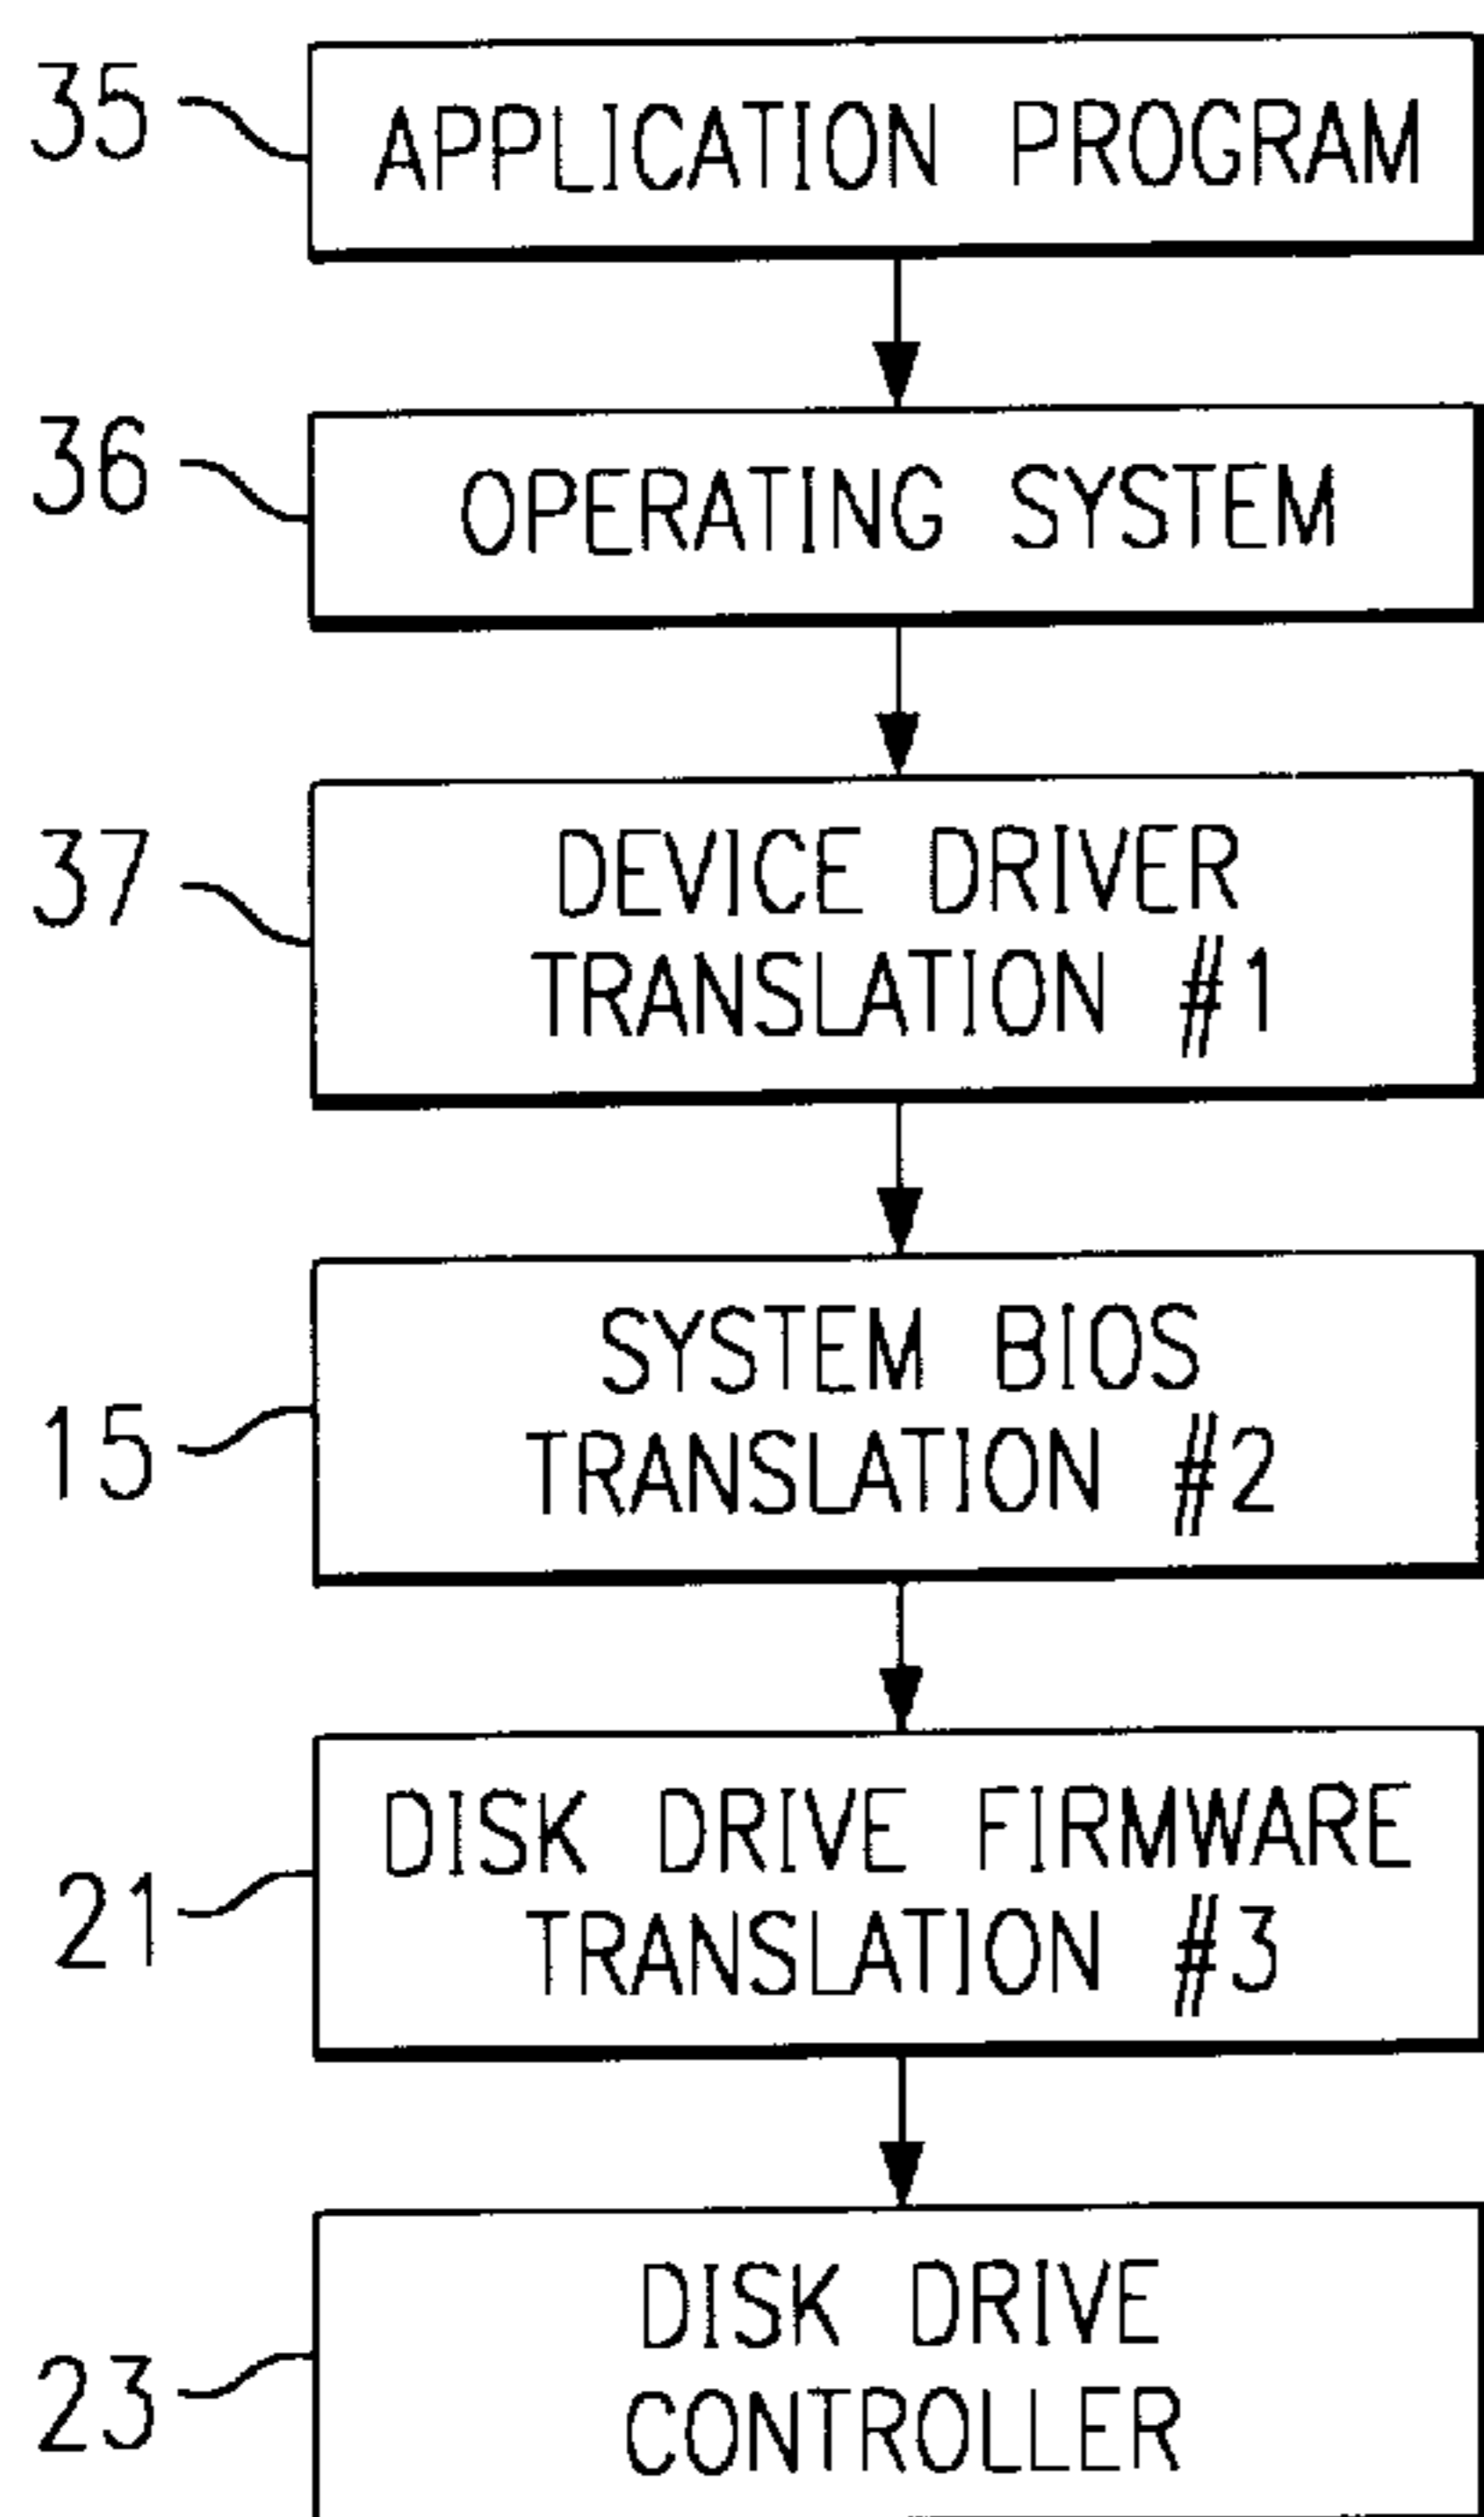 35
APPLICATION PROGRAM
36
OPERATING SYSTEM
37
DEVICE DRIVER
TRANSLATION #1
15
SYSTEM BIOS
TRANSLATION #2
21
DISK DRIVE FIRMWARE
TRANSLATION #3
23
DISK DRIVE
CONTROLLER